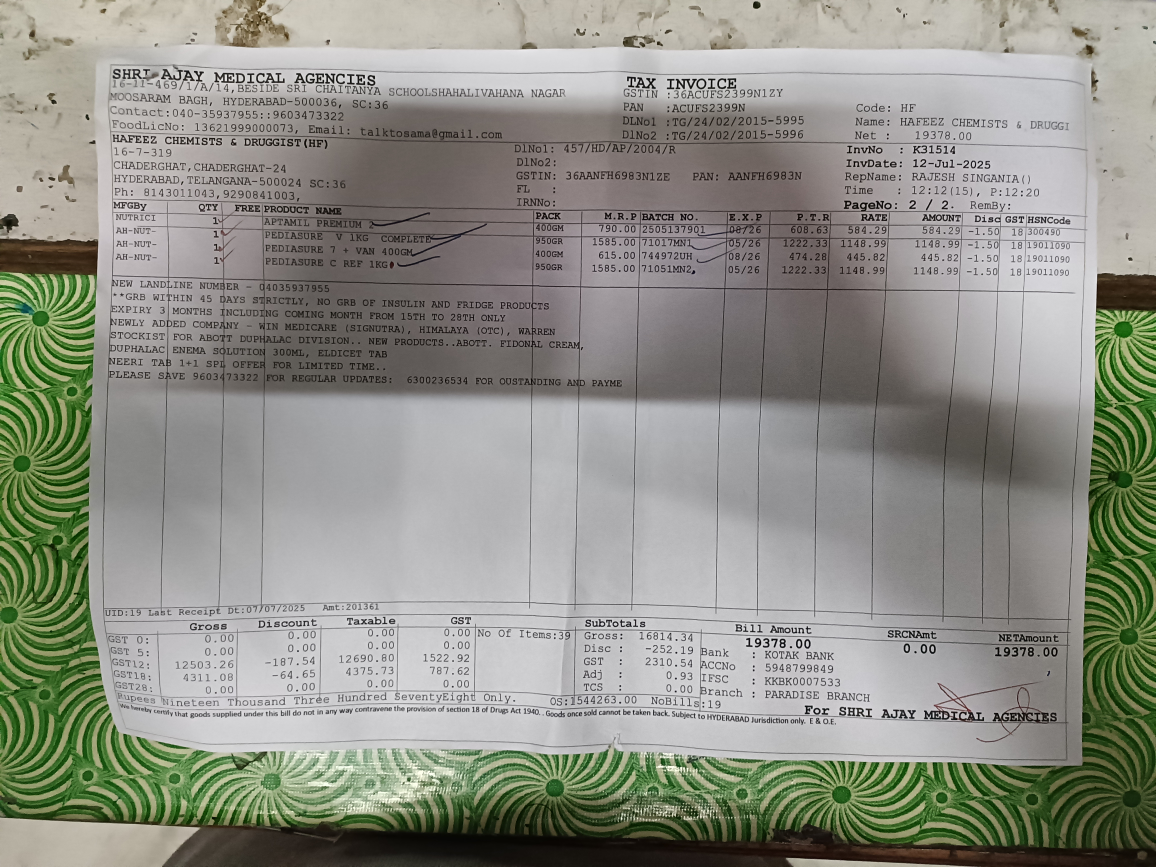 SHRI AJAY MEDICAL AGENCIES
16-11-469/1/A/14,BESIDE SRI CHAITANYA SCHOOLSHAHALIVAHANA NAGAR
MOOSARAM BAGH, HYDERABAD-500036, SC:36
Contact:040-35937955::9603473322
FoodLicNo: 13621999000073, Email: talktosama@gmail.com
TAX INVOICE
GSTIN :36ACUFS2399N1ZY
PAN :ACUFS2399N
DLNo1 :TG/24/02/2015-5995
DlNo2 :TG/24/02/2015-5996
Code: HF
Name: HAFEEZ CHEMISTS & DRUGGI
Net : 19378.00
HAFEEZ CHEMISTS & DRUGGIST(HF)
16-7-319
CHADERGHAT,CHADERGHAT-24
HYDERABAD,TELANGANA-500024 SC:36
Ph: 8143011043,9290841003,
DlNo1: 457/HD/AP/2004/R
DlNo2:
GSTIN: 36AANFH6983N1ZE PAN: AANFH6983N
FL :
IRNNo:
InvNo : K31514
InvDate: 12-Jul-2025
RepName: RAJESH SINGANIA()
Time : 12:12(15), P:12:20
PageNo: 2 / 2. RemBy:
MFGBy QTY FREE PRODUCT NAME PACK M.R.P BATCH NO. E.X.P P.T.R RATE AMOUNT Disc GST HSNCode
NUTRICI 1 APTAMIL PREMIUM 2 400GM 790.00 2505137901 08/26 608.63 584.29 584.29 -1.50 18 300490
AH-NUT- 1 PEDIASURE V 1KG COMPLETE 950GR 1585.00 71017MN1 05/26 1222.33 1148.99 1148.99 -1.50 18 19011090
AH-NUT- 1 PEDIASURE 7 + VAN 400GM 400GM 615.00 744972UH 08/26 474.28 445.82 445.82 -1.50 18 19011090
AH-NUT- 1 PEDIASURE C REF 1KG 950GR 1585.00 71051MN2 05/26 1222.33 1148.99 1148.99 -1.50 18 19011090
NEW LANDLINE NUMBER - 04035937955
**GRB WITHIN 45 DAYS STRICTLY, NO GRB OF INSULIN AND FRIDGE PRODUCTS
EXPIRY 3 MONTHS INCLUDING COMING MONTH FROM 15TH TO 28TH ONLY
NEWLY ADDED COMPANY - WIN MEDICARE (SIGNUTRA), HIMALAYA (OTC), WARREN
STOCKIST FOR ABOTT DUPHALAC DIVISION.. NEW PRODUCTS..ABOTT. FIDONAL CREAM,
DUPHALAC ENEMA SOLUTION 300ML, ELDICET TAB
NEERI TAB 1+1 SPL OFFER FOR LIMITED TIME..
PLEASE SAVE 9603473322 FOR REGULAR UPDATES: 6300236534 FOR OUSTANDING AND PAYME
UID:19 Last Receipt Dt:07/07/2025 Amt:201361
Gross Discount Taxable GST
GST 0: 0.00 0.00 0.00 0.00
GST 5: 0.00 0.00 0.00 0.00
GST12: 12503.26 -187.54 12690.80 1522.92
GST18: 4311.08 -64.65 4375.73 787.62
GST28: 0.00 0.00 0.00 0.00
No Of Items:39
SubTotals
Gross: 16814.34
Disc : -252.19
GST : 2310.54
Adj : 0.93
TCS : 0.00
Bill Amount
19378.00
Bank : KOTAK BANK
ACCNo : 5948799849
IFSC : KKBK0007533
Branch : PARADISE BRANCH
SRCNAmt
0.00
NETAmount
19378.00
Rupees Nineteen Thousand Three Hundred SeventyEight Only. OS:1544263.00 NoBills:19
For SHRI AJAY MEDICAL AGENCIES
We hereby certify that goods supplied under this bill do not in any way contravene the provision of section 18 of Drugs Act 1940. . Goods once sold cannot be taken back. Subject to HYDERABAD Jurisdiction only. E & O.E.